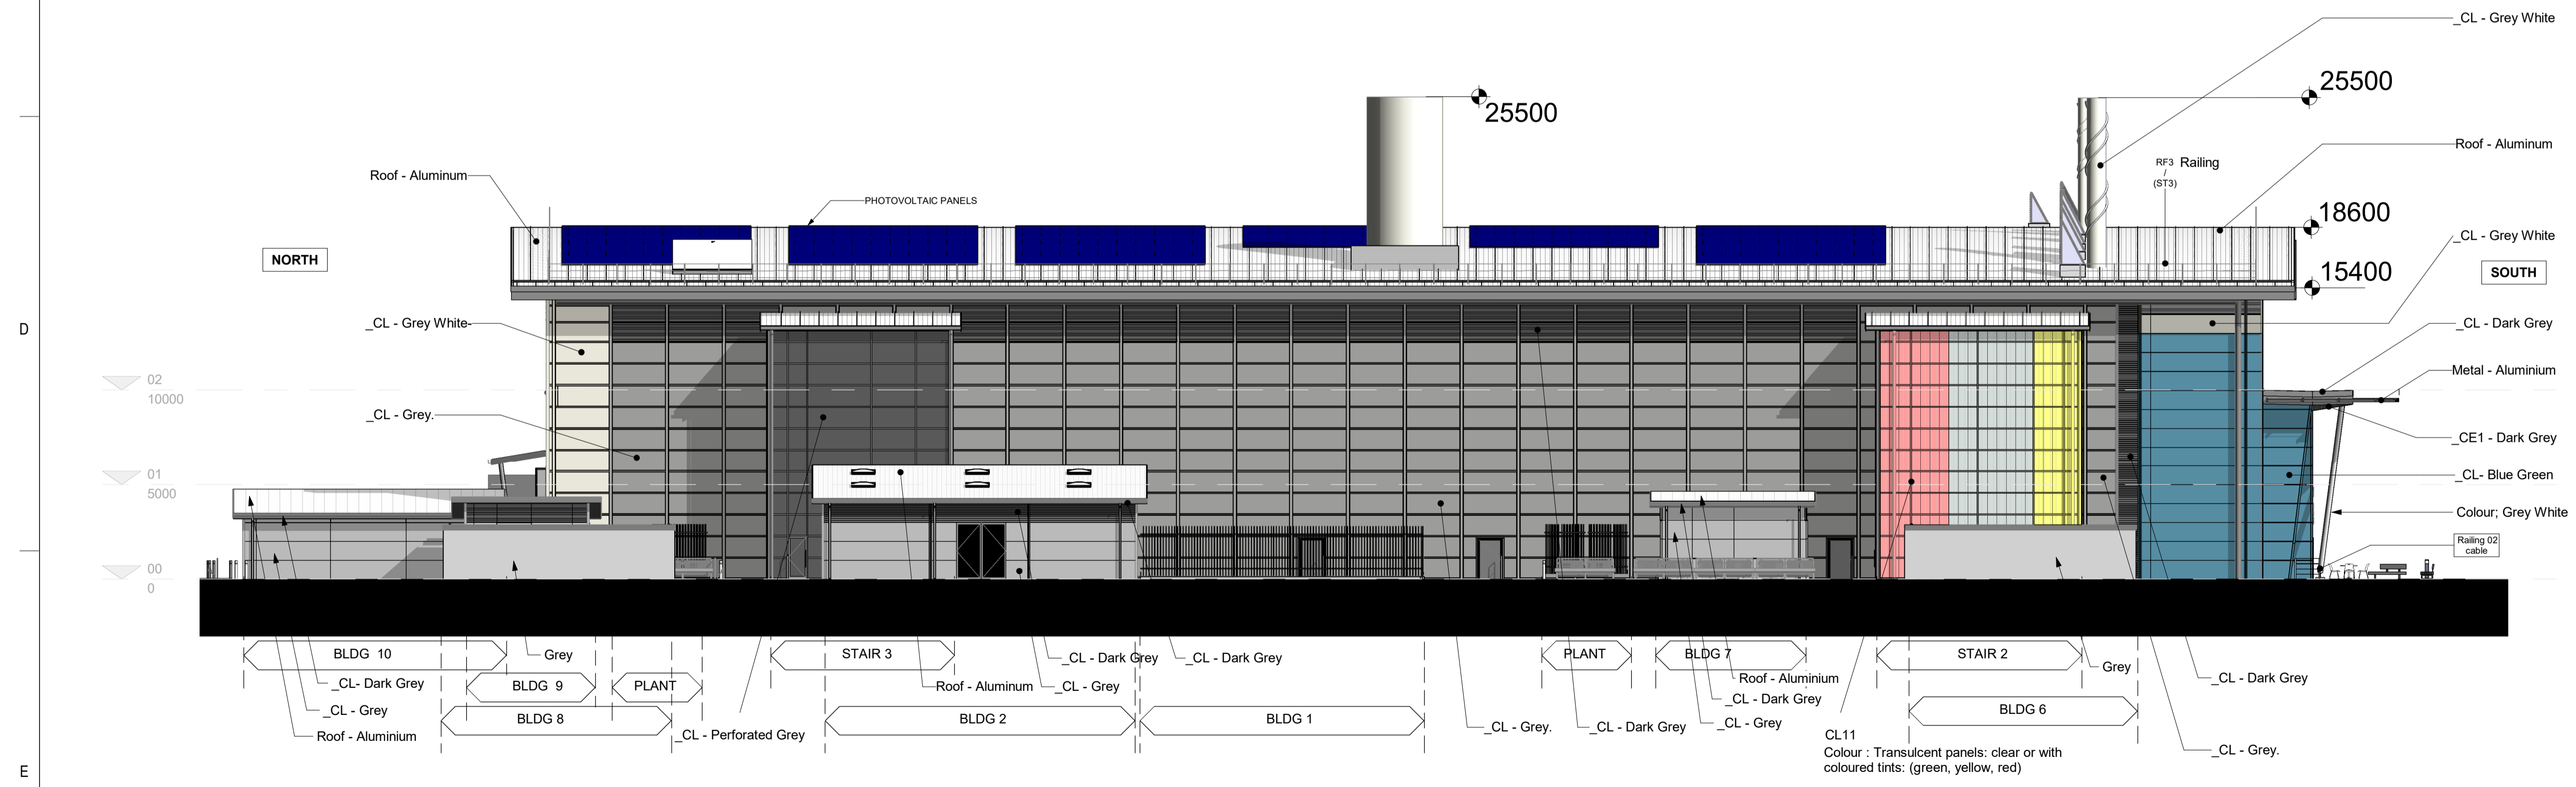 _CL - Grey White
25500
25500
Roof - Aluminum
RF3
/
(ST3)
Railing
Roof - Aluminum
PHOTOVOLTAIC PANELS
18600
_CL - Grey White
NORTH
15400
SOUTH
D
_CL - Grey White
_CL - Dark Grey
Metal - Aluminium
02
10000
_CL - Grey.
_CE1 - Dark Grey
01
5000
_CL- Blue Green
Colour; Grey White
Railing 02
cable
00
0
BLDG 10
Grey
STAIR 3
_CL - Dark Grey
_CL - Dark Grey
PLANT
BLDG 7
STAIR 2
Grey
_CL- Dark Grey
BLDG 9
PLANT
Roof - Aluminum
_CL - Grey
Roof - Aluminium
_CL - Dark Grey
_CL - Grey
_CL - Dark Grey
BLDG 8
BLDG 2
BLDG 1
_CL - Grey.
_CL - Dark Grey
_CL - Grey
BLDG 6
Roof - Aluminium
_CL - Perforated Grey
CL11
Colour : Transulcent panels: clear or with
coloured tints: (green, yellow, red)
_CL - Grey.
E